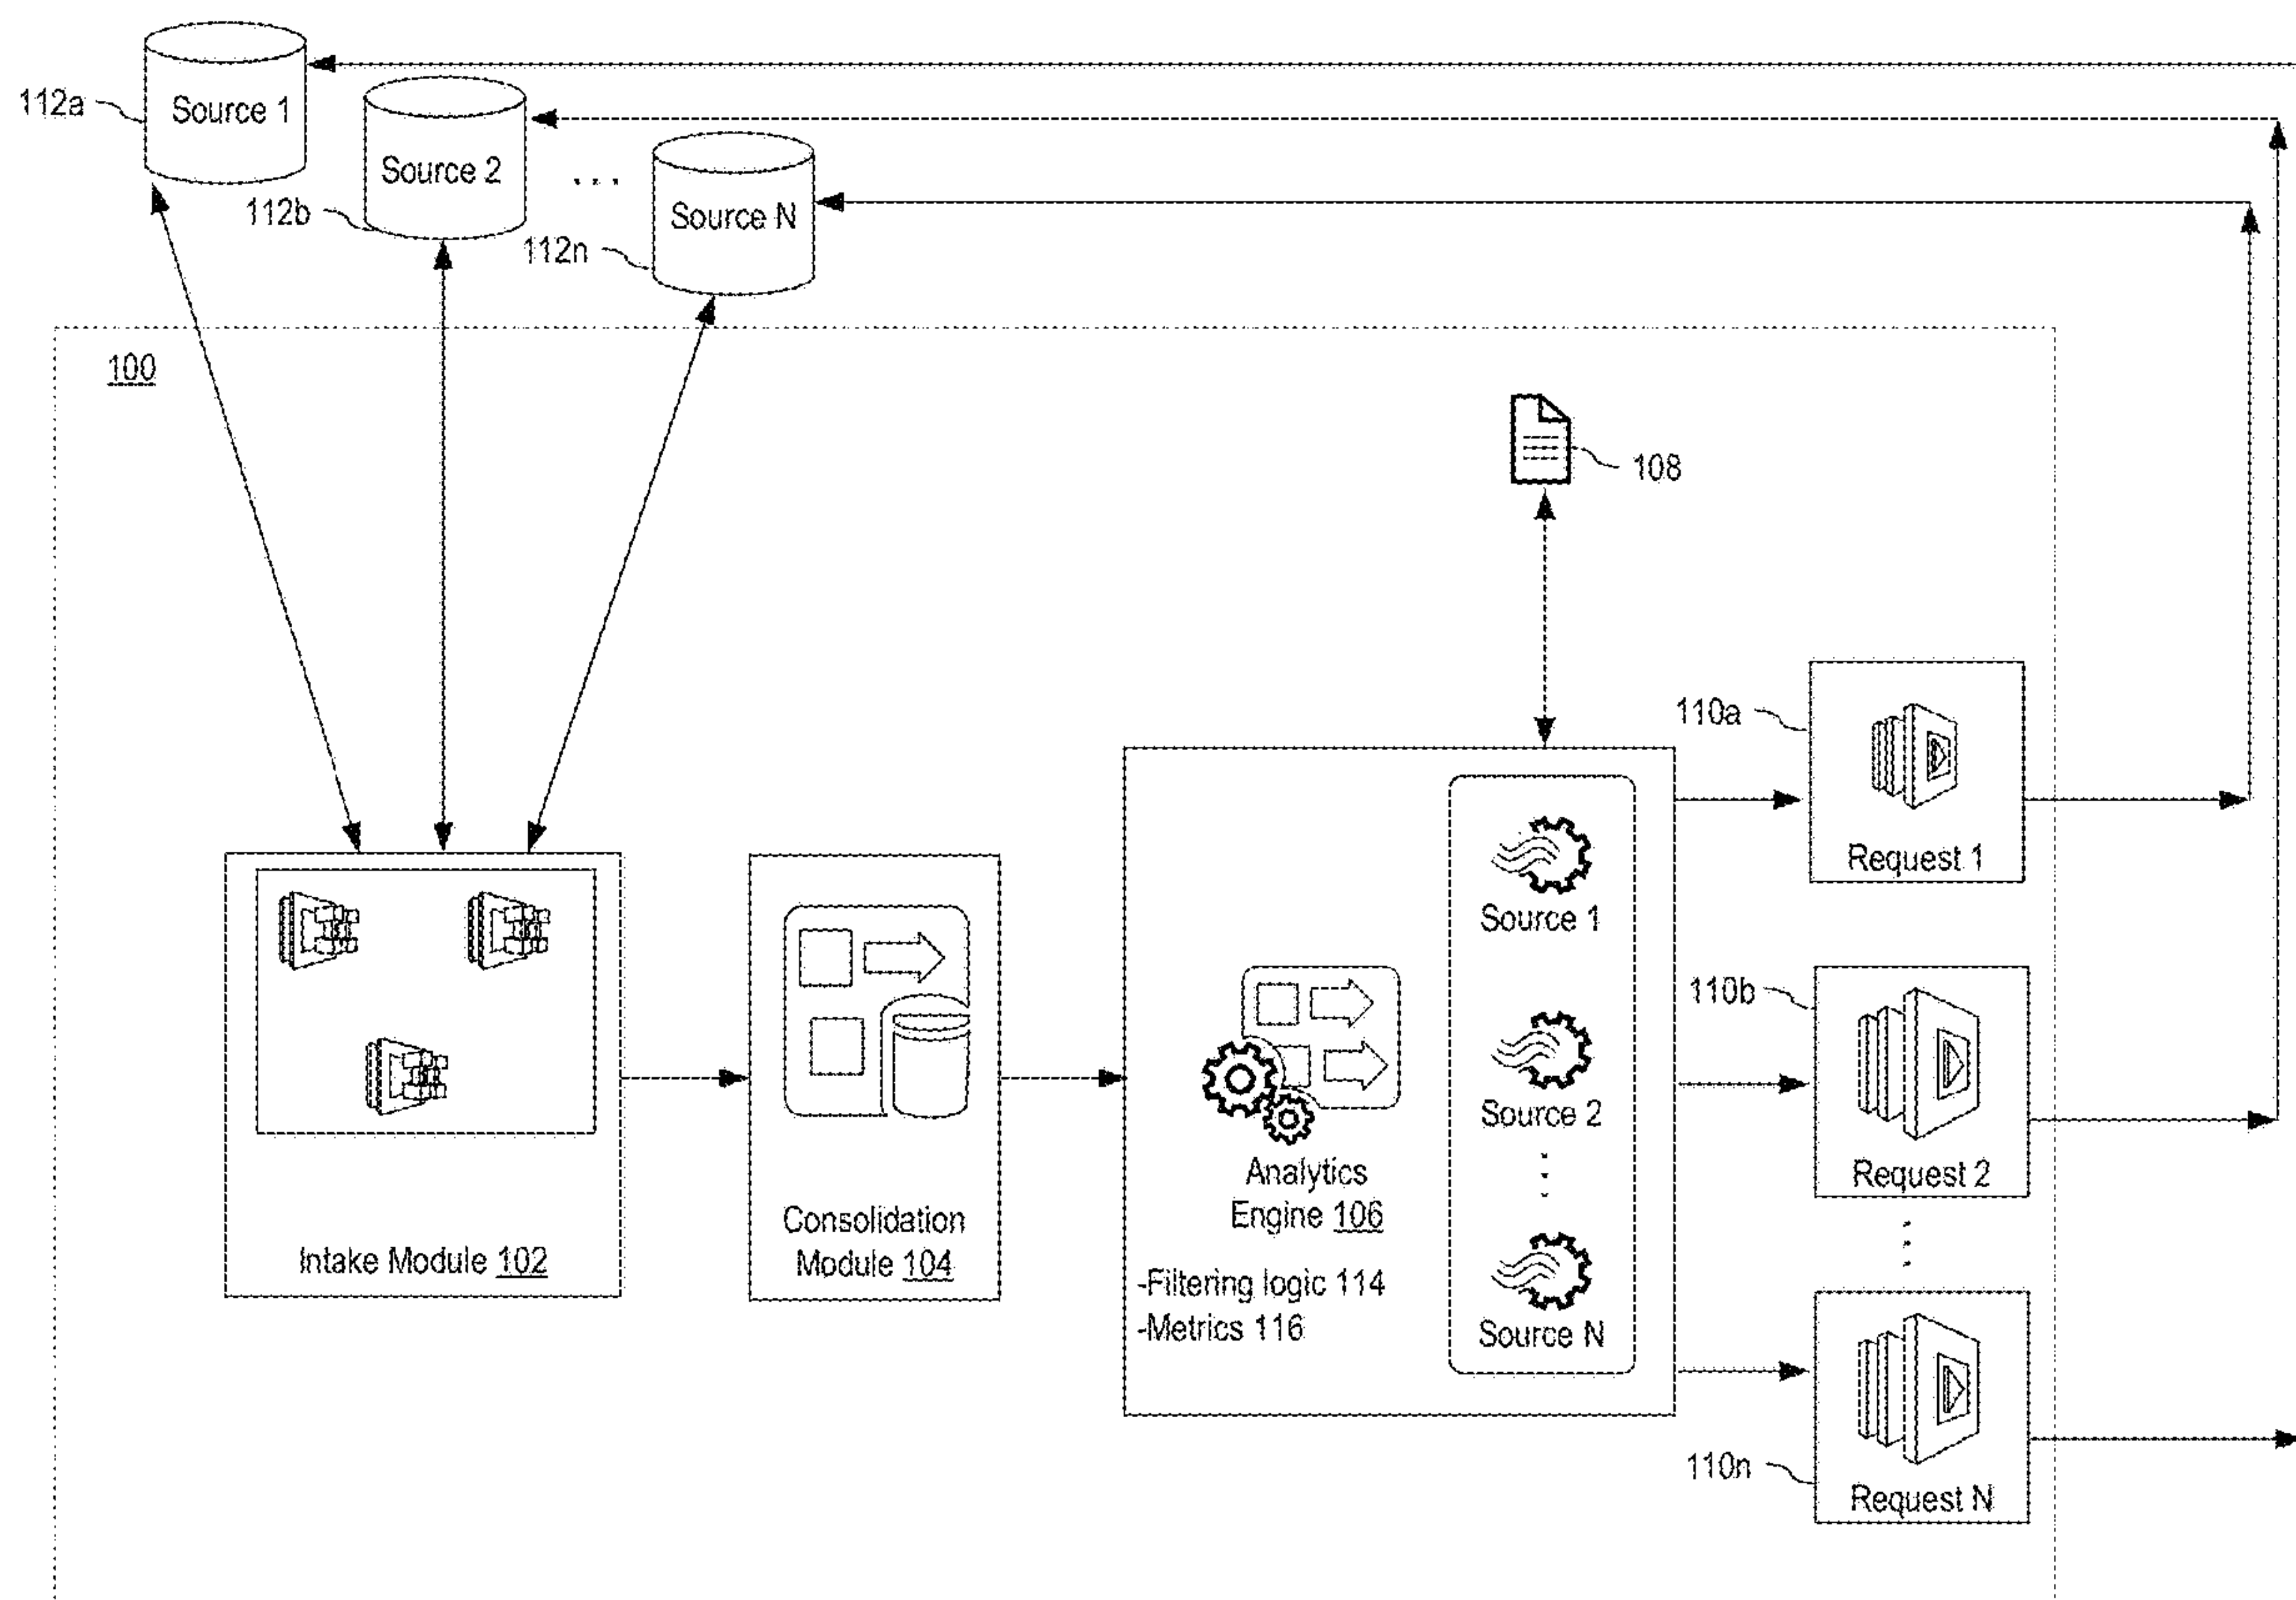 112a
Source 1
112b
Source 2
. . .
112n
Source N
100
108
110a
Request 1
Source 1
110b
Request 2
Source 2
Analytics
Engine 106
-Filtering logic 114
-Metrics 116
Source N
Consolidation
Module 104
Intake Module 102
110n
Request N